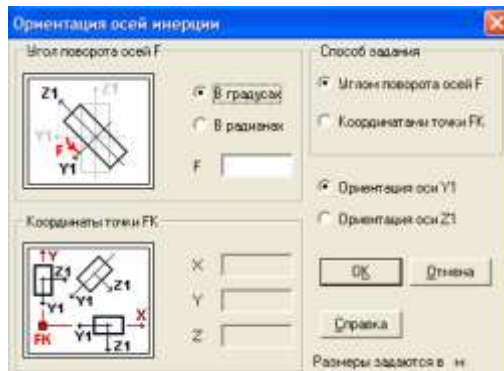 Ориентация осей инерции
Угол поворота осей F
Z1
Y1
F
Y1
В градусах
В радианах
F
Способ задания
Углом поворота осей F
Координатами точки FK
Ориентация оси Y1
Ориентация оси Z1
Координаты точки FK
Y
Z1
Y1
Z1
Y1
X
FK
Y1
Z1
X
Y
Z
OK
Отмена
Справка
Размеры задаются в м